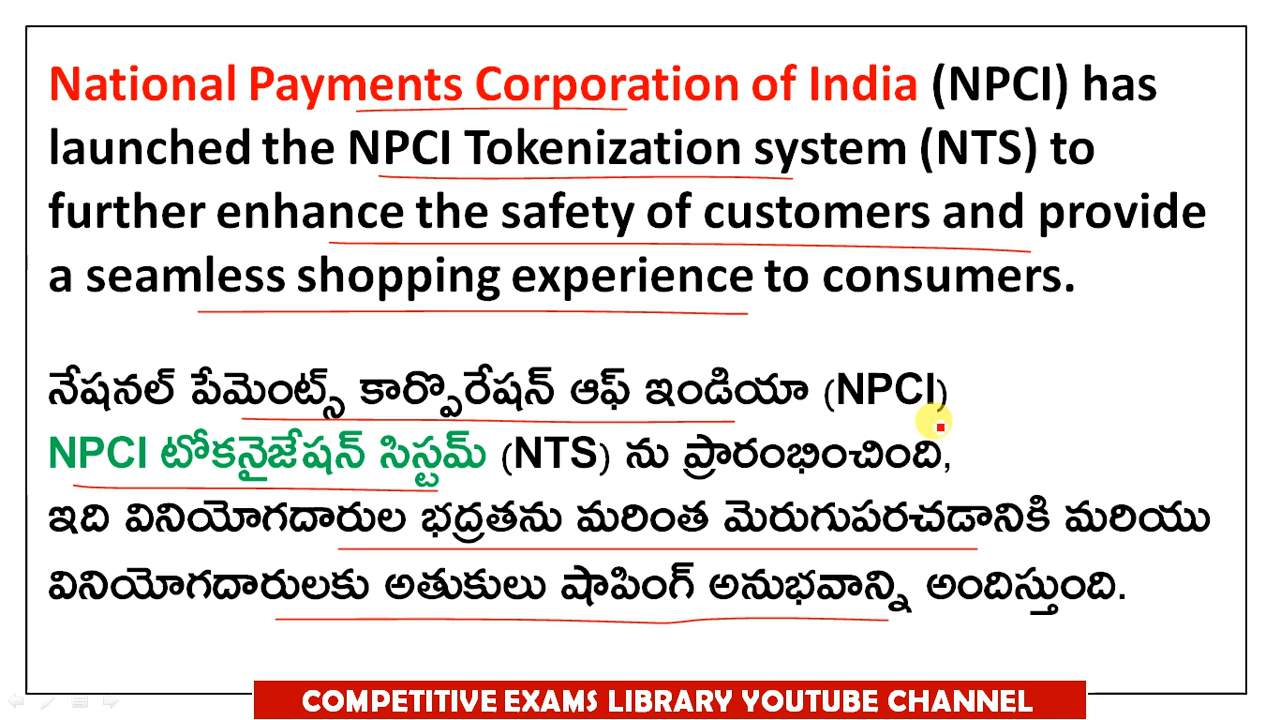 National Payments Corporation of India (NPCI) has
launched the NPCI Tokenization system (NTS) to
further enhance the safety of customers and provide
a seamless shopping experience to consumers.
నేషనల్ పేమెంట్స్ కార్పొరేషన్ ఆఫ్ ఇండియా (NPCI)
NPCI టోకనైజేషన్ సిస్టమ్ (NTS) ను ప్రారంభించింది,
ఇది వినియోగదారుల భద్రతను మరింత మెరుగుపరచడానికి మరియు
వినియోగదారులకు అతుకులు షాపింగ్ అనుభవాన్ని అందిస్తుంది.
COMPETITIVE EXAMS LIBRARY YOUTUBE CHANNEL